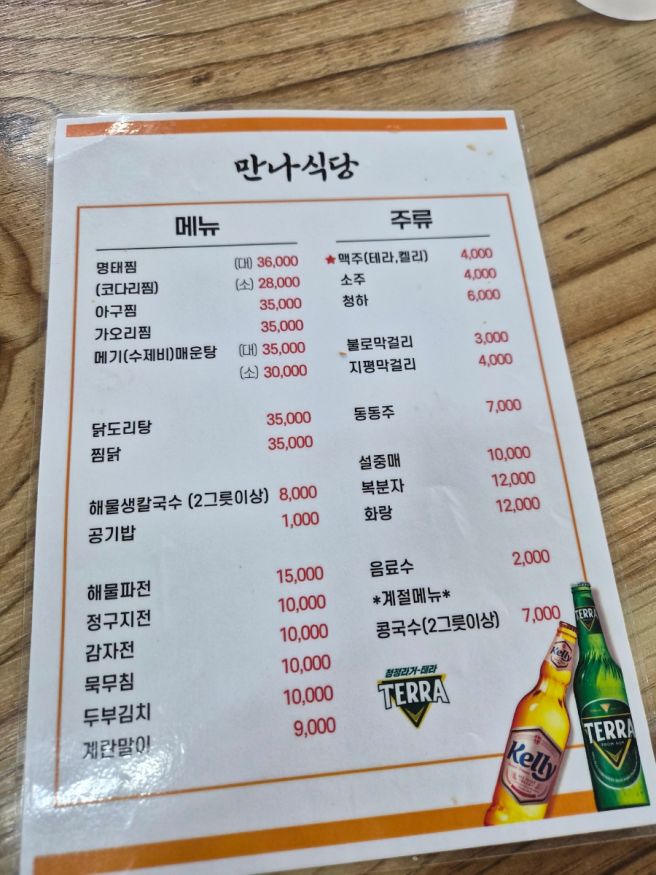 만나식당
메뉴
명태찜 (대) 36,000
(코다리찜) (소) 28,000
아구찜 35,000
가오리찜 35,000
메기(수제비)매운탕 (대) 35,000
(소) 30,000
닭도리탕 35,000
찜닭 35,000
해물생칼국수 (2그릇이상) 8,000
공기밥 1,000
해물파전 15,000
정구지전 10,000
감자전 10,000
묵무침 10,000
두부김치 10,000
계란말이 9,000
주류
★맥주(테라,켈리) 4,000
소주 4,000
청하 6,000
불로막걸리 3,000
지평막걸리 4,000
동동주 7,000
설중매 10,000
복분자 12,000
화랑 12,000
음료수 2,000
*계절메뉴*
콩국수(2그릇이상) 7,000
청정라거-테라
TERRA
Kelly
Kelly
TERRA
TERRA